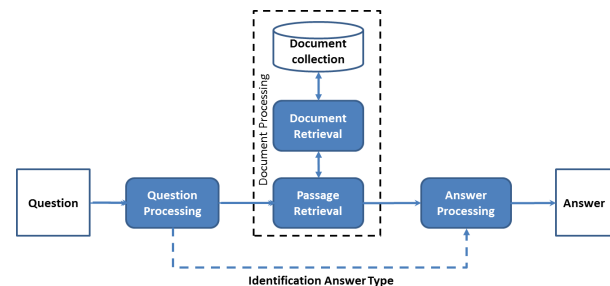 Document
collection
Document Processing
Document
Retrieval
Question
Question
Processing
Passage
Retrieval
Answer
Processing
Answer
Identification Answer Type